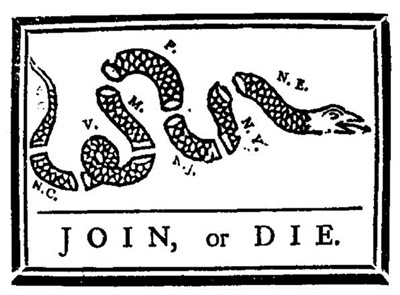 P.
N. E.
M.
V.
N. Y.
N.J.
N.C.
JOIN, or DIE.